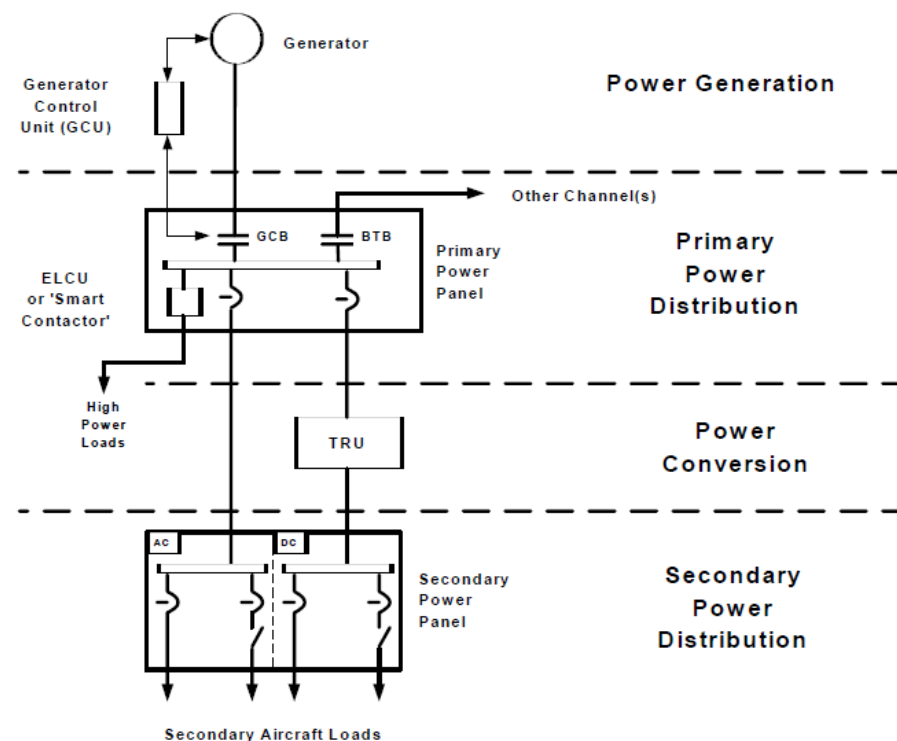 Generator
Generator
Control
Unit (GCU)
Power Generation
Other Channel(s)
GCB
BTB
Primary
Power
Panel
Primary
Power
Distribution
ELCU
or 'Smart
Contactor'
High
Power
Loads
TRU
Power
Conversion
AC
DC
Secondary
Power
Panel
Secondary
Power
Distribution
Secondary Aircraft Loads